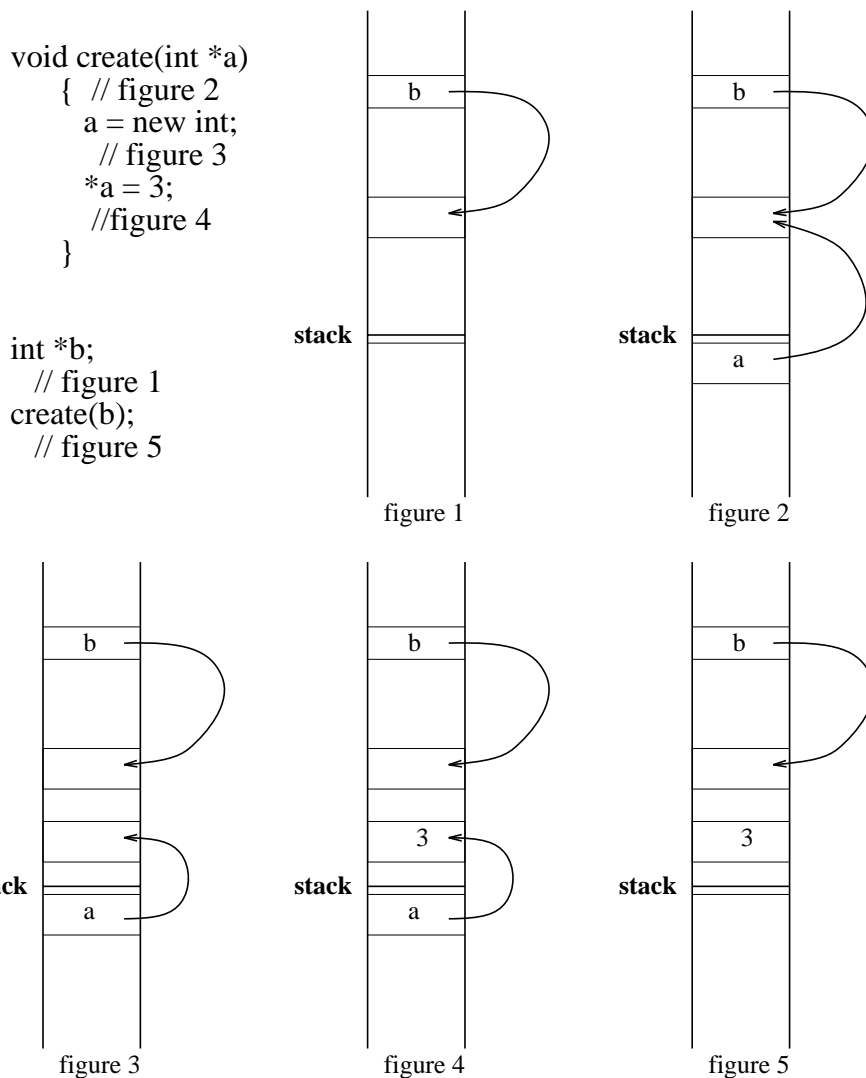 void create(int *a)
{ // figure 2
a = new int;
// figure 3
*a = 3;
//figure 4
}
int *b;
// figure 1
create(b);
// figure 5
b
stack
figure 1
b
stack
a
figure 2
b
ack
a
figure 3
b
3
stack
a
figure 4
b
3
stack
figure 5